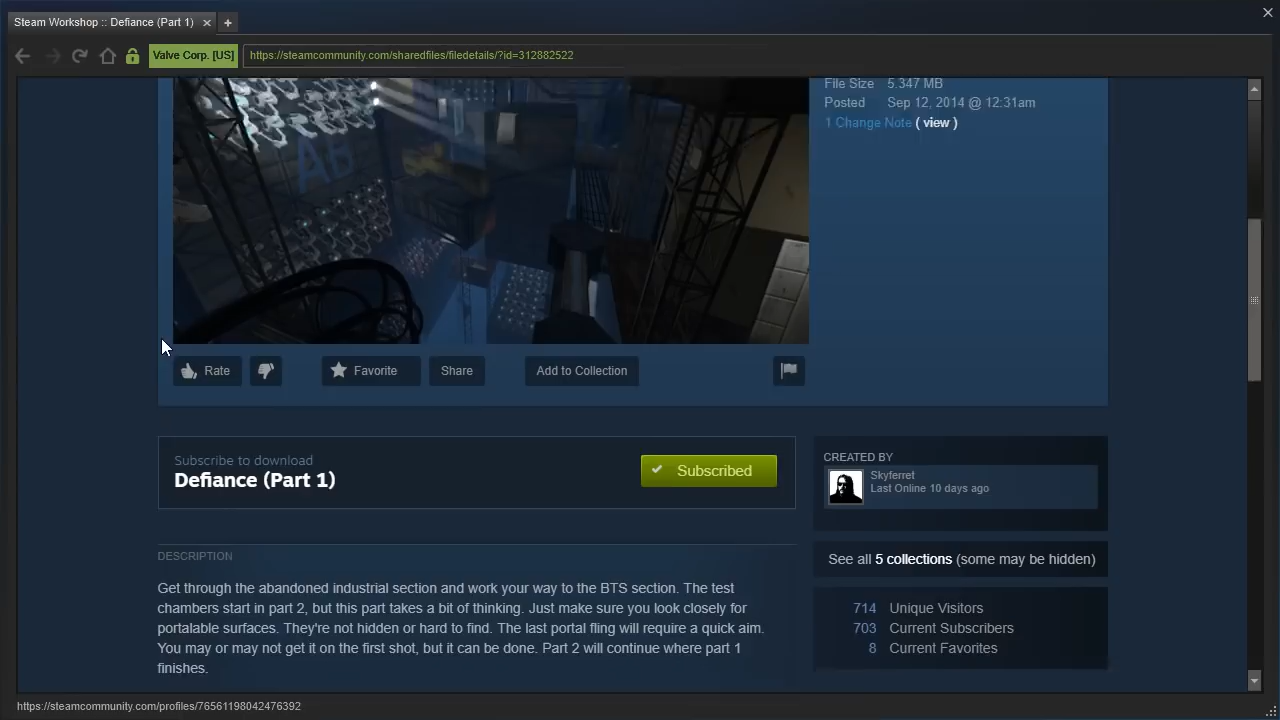 Steam Workshop :: Defiance (Part 1)
Valve Corp. [US]
https://steamcommunity.com/sharedfiles/filedetails/?id=312882522
File Size 5.347 MB
Posted Sep 12, 2014 @ 12:31am
1 Change Note ( view )
AB
Rate
Favorite
Share
Add to Collection
Subscribe to download
Defiance (Part 1)
Subscribed
CREATED BY
Skyferret
Last Online 10 days ago
See all 5 collections (some may be hidden)
714 Unique Visitors
703 Current Subscribers
8 Current Favorites
DESCRIPTION
Get through the abandoned industrial section and work your way to the BTS section. The test
chambers start in part 2, but this part takes a bit of thinking. Just make sure you look closely for
portalable surfaces. They're not hidden or hard to find. The last portal fling will require a quick aim.
You may or may not get it on the first shot, but it can be done. Part 2 will continue where part 1
finishes.
https://steamcommunity.com/profiles/76561198042476392